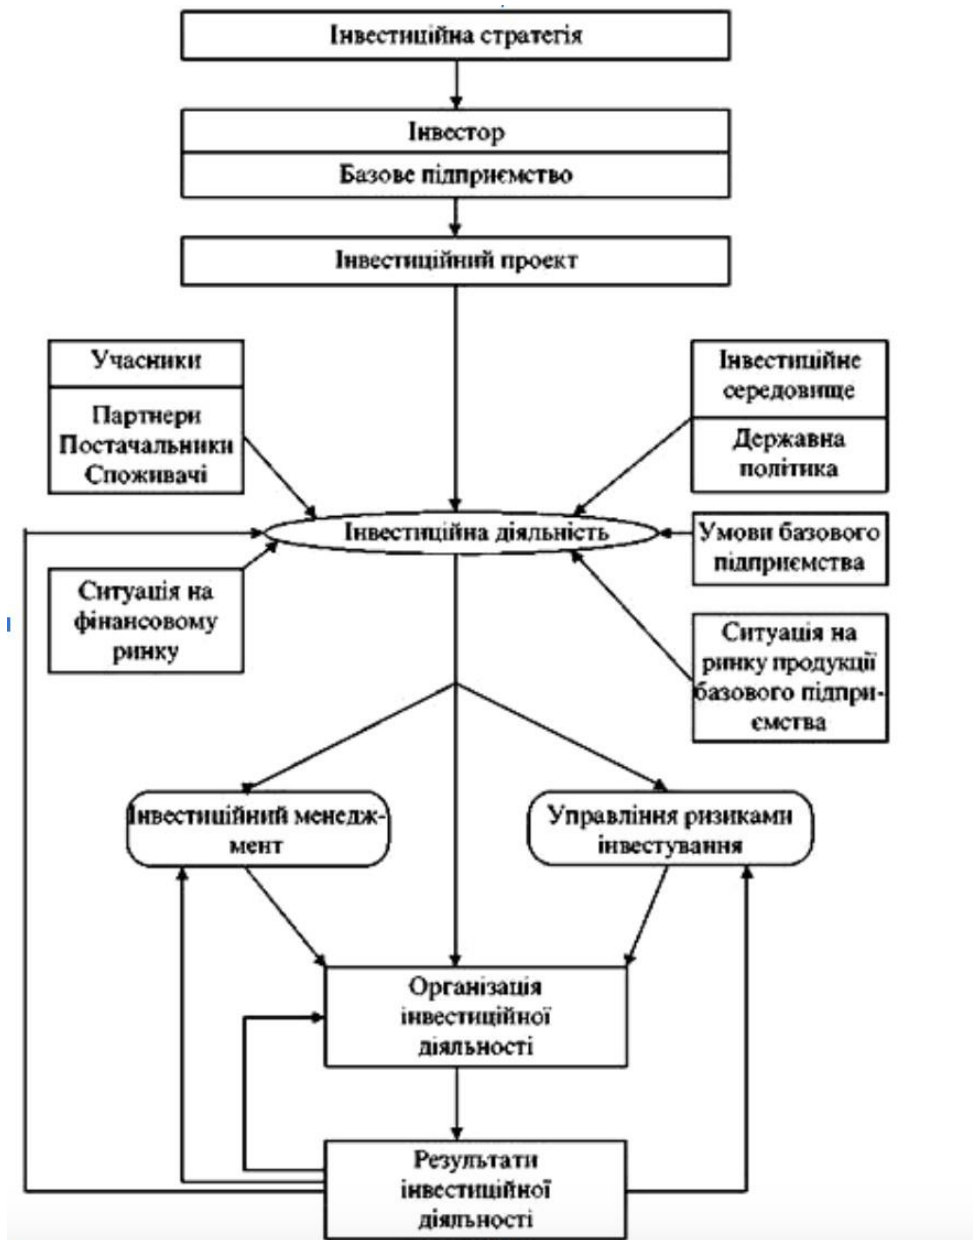 Інвестиційна стратегія
Інвестор
Базове підприємство
Інвестиційний проект
Учасники
Партнери
Постачальники
Споживачі
Інвестиційне
середовище
Державна
політика
Інвестиційна діяльність
Умови базового
підприємства
Ситуація на
фінансовому
ринку
Ситуація на
ринку продукції
базового підпри-
ємства
Інвестиційний менедж-
мент
Управління ризиками
інвестування
Організація
інвестиційної
діяльності
Результати
інвестиційної
діяльності